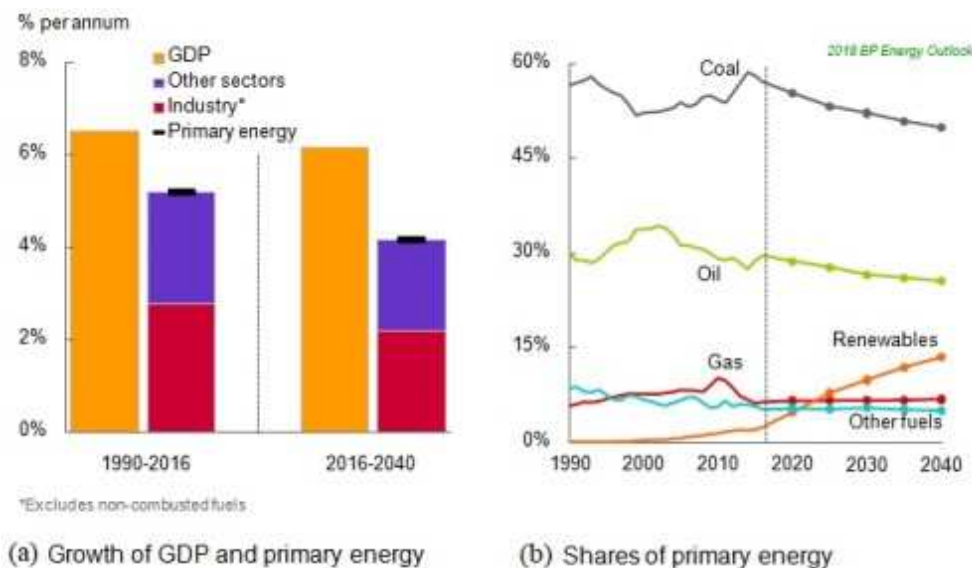 % per annum
8%
6%
4%
2%
0%
GDP
Other sectors
Industry*
Primary energy
1990-2016
2016-2040
*Excludes non-combusted fuels
(a) Growth of GDP and primary energy
2018 BP Energy Outlook
60%
45%
30%
15%
0%
Coal
Oil
Gas
Renewables
Other fuels
1990 2000 2010 2020 2030 2040
(b) Shares of primary energy